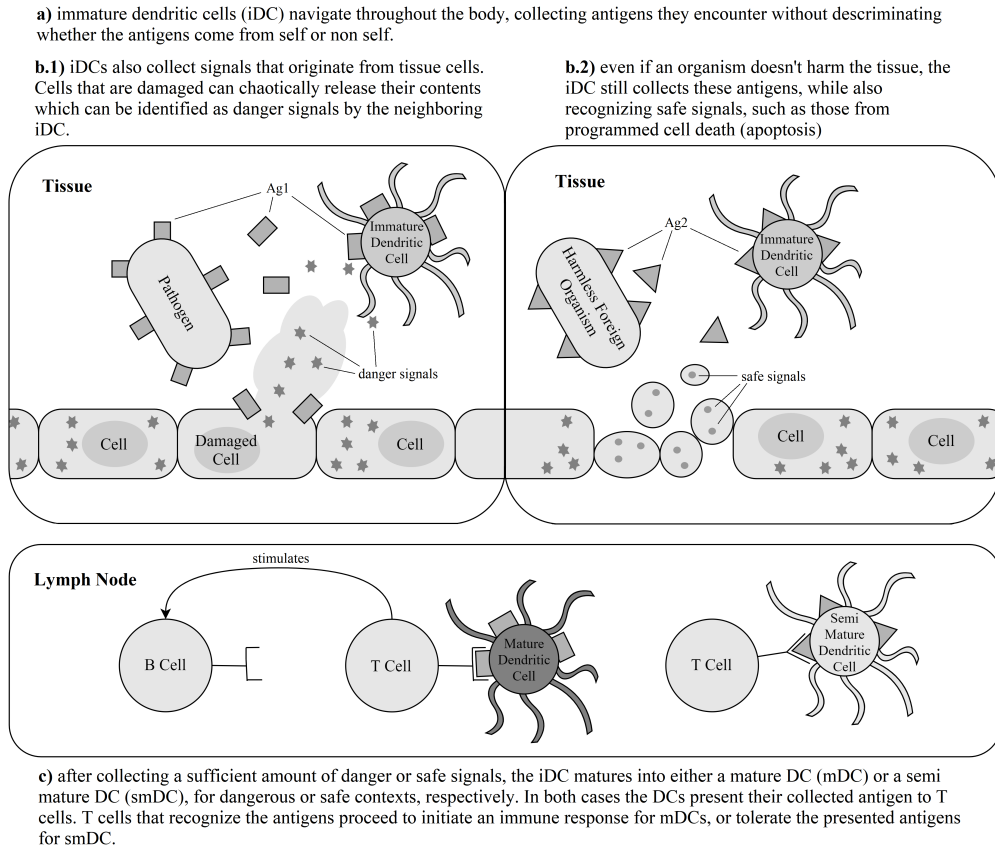 a) immature dendritic cells (iDC) navigate throughout the body, collecting antigens they encounter without descriminating
whether the antigens come from self or non self.
b.1) iDCs also collect signals that originate from tissue cells.
Cells that are damaged can chaotically release their contents
which can be identified as danger signals by the neighboring
iDC.
b.2) even if an organism doesn't harm the tissue, the
iDC still collects these antigens, while also
recognizing safe signals, such as those from
programmed cell death (apoptosis)
Tissue
Ag1
Immature
Dendritic
Cell
Pathogen
danger signals
Cell
Damaged
Cell
Cell
Tissue
Ag2
Immature
Dendritic
Cell
Harmless Foreign
Organism
safe signals
Cell
Cell
Lymph Node
stimulates
B Cell
T Cell
Mature
Dendritic
Cell
T Cell
Semi
Mature
Dendritic
Cell
c) after collecting a sufficient amount of danger or safe signals, the iDC matures into either a mature DC (mDC) or a semi
mature DC (smDC), for dangerous or safe contexts, respectively. In both cases the DCs present their collected antigen to T
cells. T cells that recognize the antigens proceed to initiate an immune response for mDCs, or tolerate the presented antigens
for smDC.